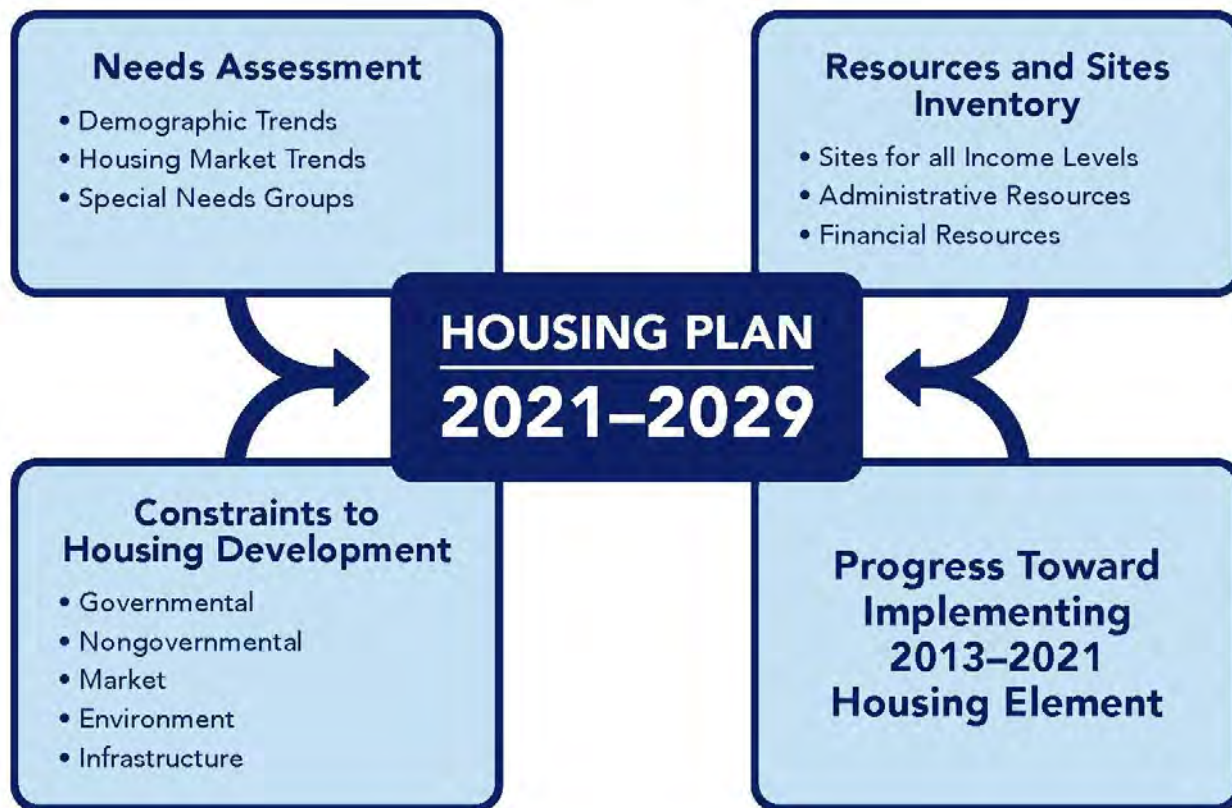 Needs Assessment
• Demographic Trends
• Housing Market Trends
• Special Needs Groups
Resources and Sites
Inventory
• Sites for all Income Levels
• Administrative Resources
• Financial Resources
HOUSING PLAN
2021–2029
Constraints to
Housing Development
• Governmental
• Nongovernmental
• Market
• Environment
• Infrastructure
Progress Toward
Implementing
2013–2021
Housing Element